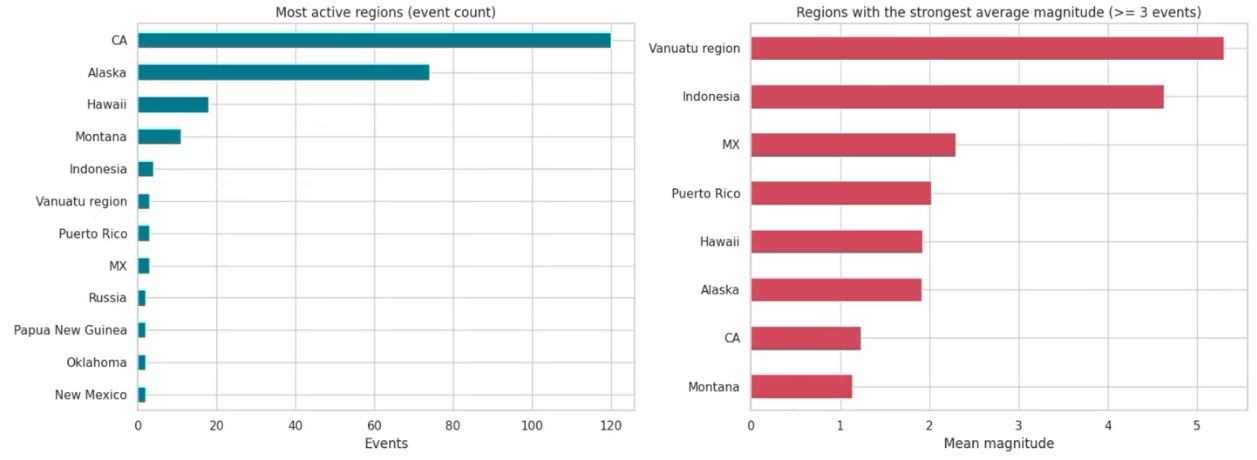 Most active regions (event count)
CA
Alaska
Hawaii
Montana
Indonesia
Vanuatu region
Puerto Rico
MX
Russia
Papua New Guinea
Oklahoma
New Mexico
0 20 40 60 80 100 120
Events
Regions with the strongest average magnitude (>= 3 events)
Vanuatu region
Indonesia
MX
Puerto Rico
Hawaii
Alaska
CA
Montana
0 1 2 3 4 5
Mean magnitude